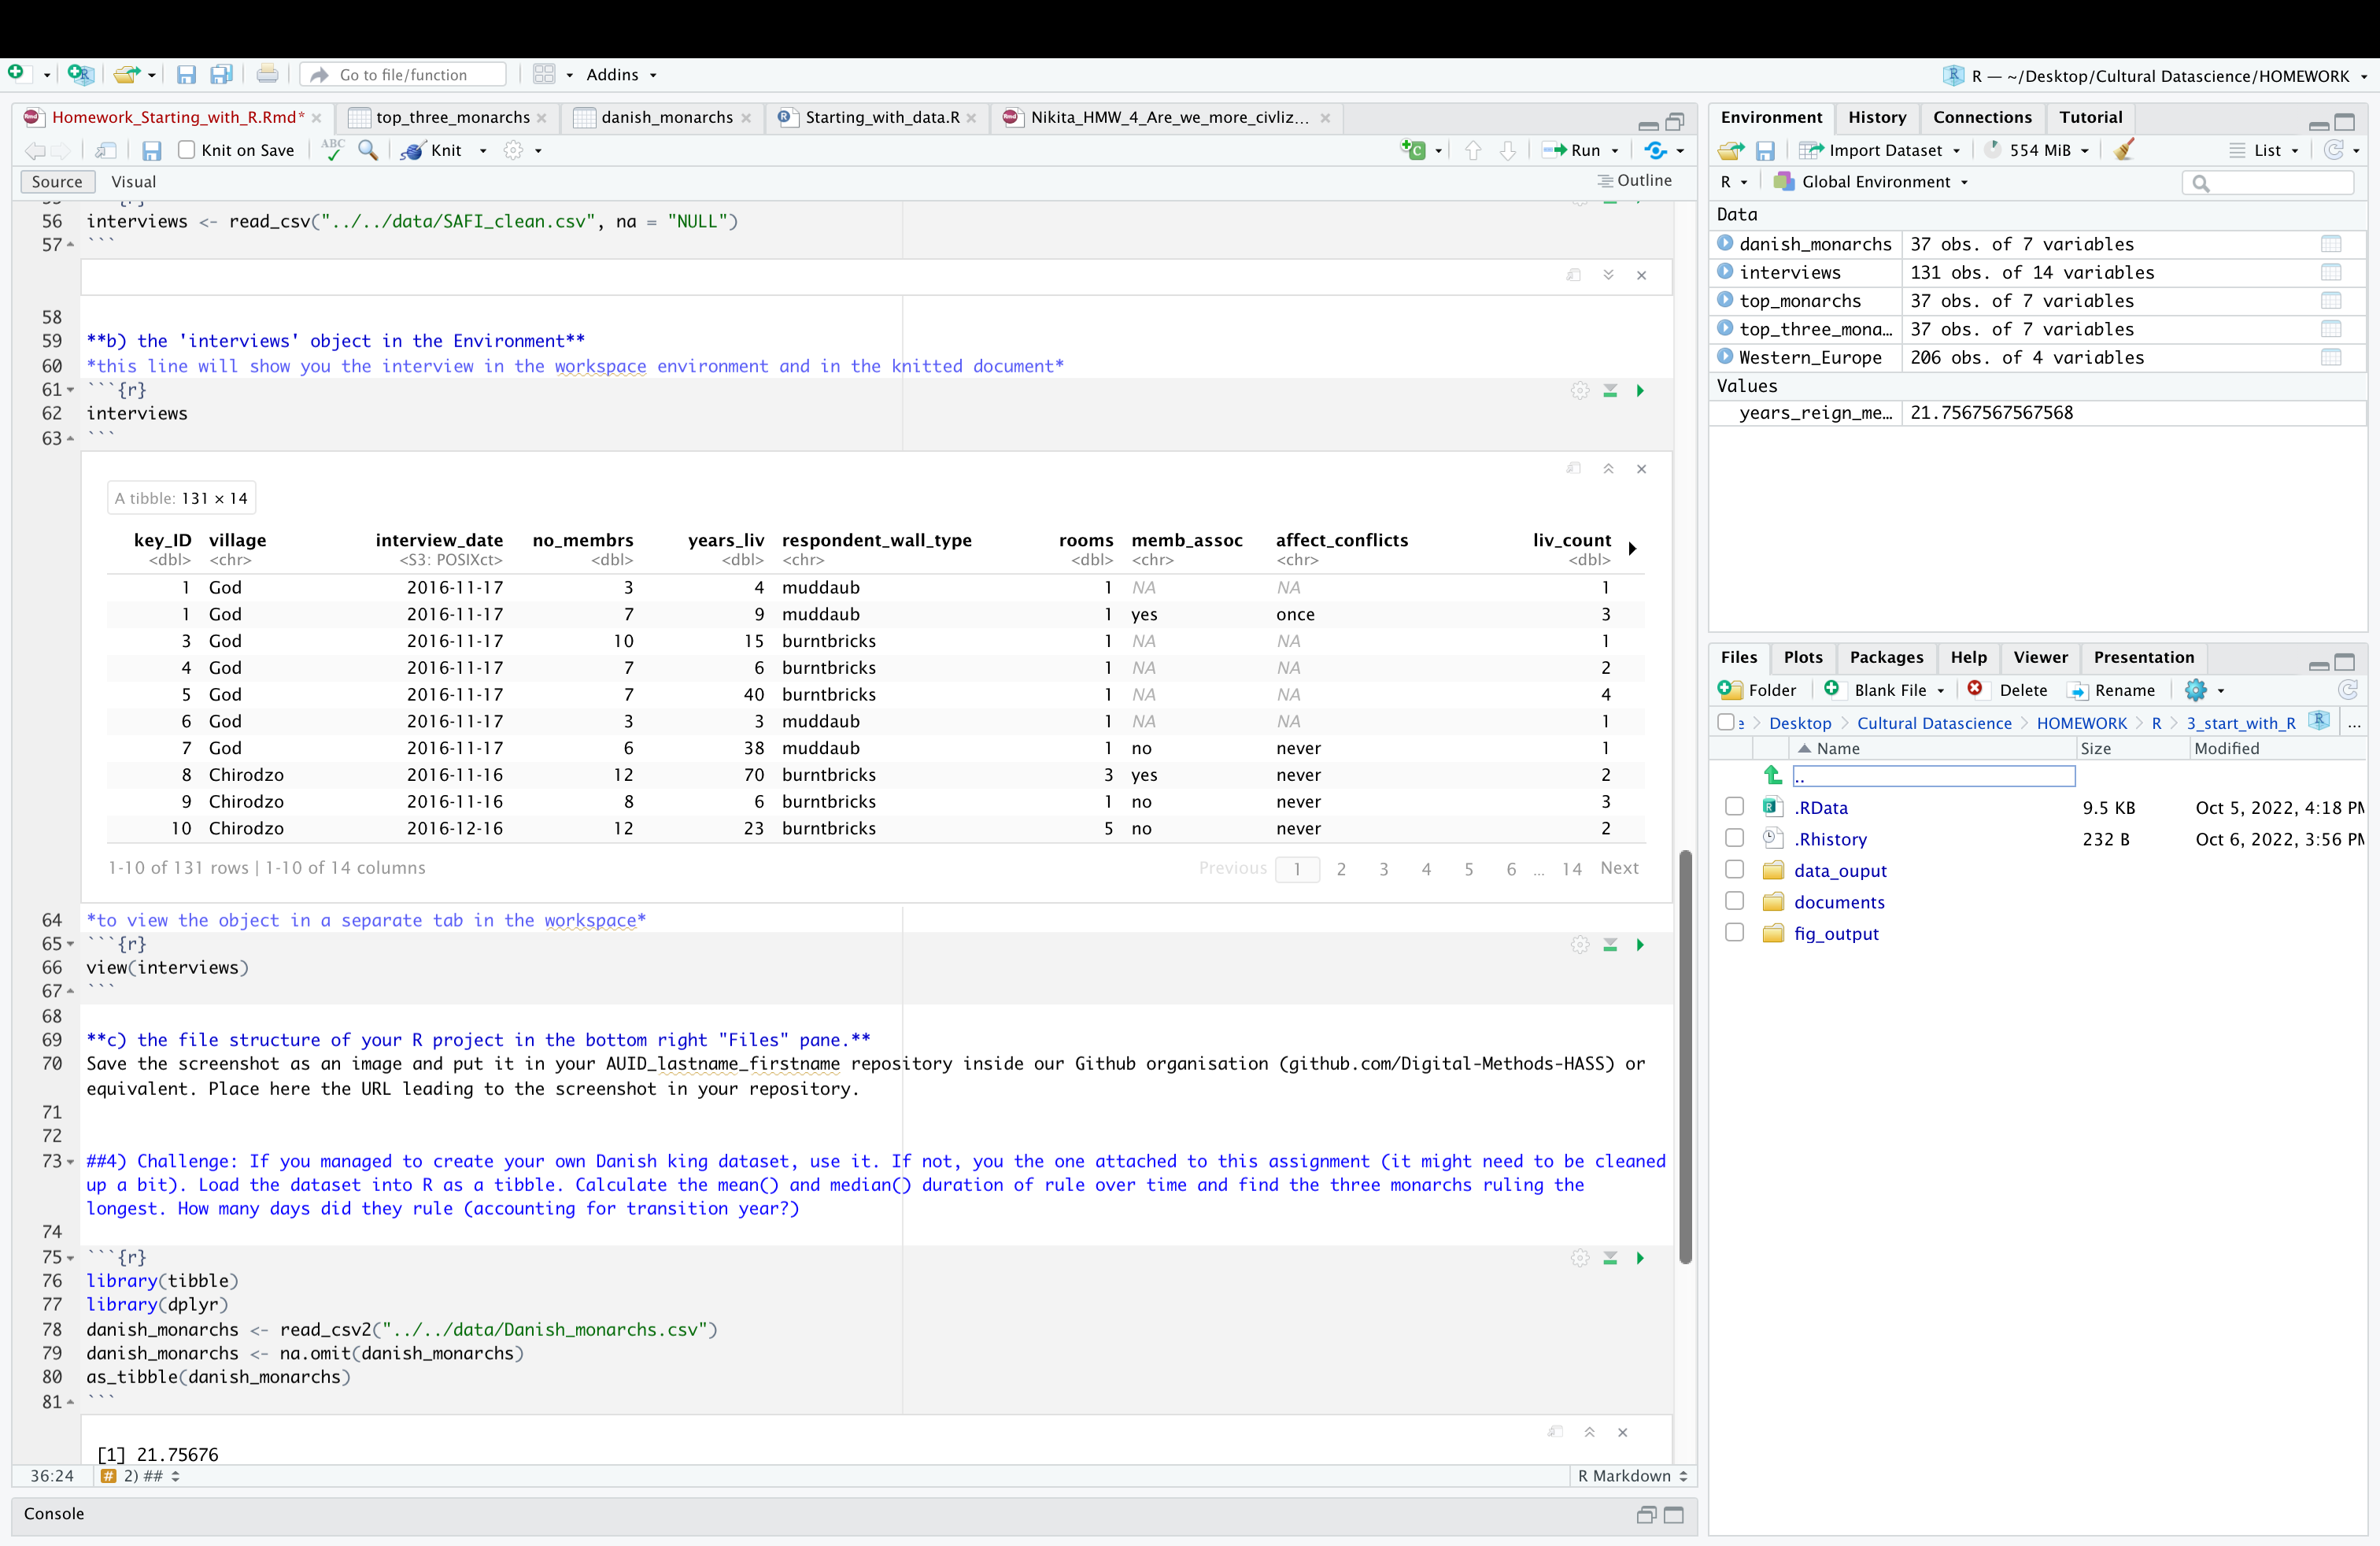 Go to file/function
Addins
R — ~/Desktop/Cultural Datascience/HOMEWORK
Homework_Starting_with_R.Rmd*
top_three_monarchs
danish_monarchs
Starting_with_data.R
Nikita_HMW_4_Are_we_more_civliz...
Knit on Save
ABC
Knit
Run
Source
Visual
Outline
56 interviews <- read_csv("../../data/SAFI_clean.csv", na = "NULL")
57 ```
58
59 **b) the 'interviews' object in the Environment**
60 *this line will show you the interview in the workspace environment and in the knitted document*
61 ```{r}
62 interviews
63 ```
A tibble: 131 × 14
key_ID village interview_date no_membrs years_liv respondent_wall_type rooms memb_assoc affect_conflicts liv_count
<dbl> <chr> <S3: POSIXct> <dbl> <dbl> <chr> <dbl> <chr> <chr> <dbl>
1 God 2016-11-17 3 4 muddaub 1 NA NA 1
1 God 2016-11-17 7 9 muddaub 1 yes once 3
3 God 2016-11-17 10 15 burntbricks 1 NA NA 1
4 God 2016-11-17 7 6 burntbricks 1 NA NA 2
5 God 2016-11-17 7 40 burntbricks 1 NA NA 4
6 God 2016-11-17 3 3 muddaub 1 NA NA 1
7 God 2016-11-17 6 38 muddaub 1 no never 1
8 Chirodzo 2016-11-16 12 70 burntbricks 3 yes never 2
9 Chirodzo 2016-11-16 8 6 burntbricks 1 no never 3
10 Chirodzo 2016-12-16 12 23 burntbricks 5 no never 2
1-10 of 131 rows | 1-10 of 14 columns
Previous 1 2 3 4 5 6 ... 14 Next
64 *to view the object in a separate tab in the workspace*
65 ```{r}
66 view(interviews)
67 ```
68
69 **c) the file structure of your R project in the bottom right "Files" pane.**
70 Save the screenshot as an image and put it in your AUID_lastname_firstname repository inside our Github organisation (github.com/Digital-Methods-HASS) or
equivalent. Place here the URL leading to the screenshot in your repository.
71
72
73 ##4) Challenge: If you managed to create your own Danish king dataset, use it. If not, you the one attached to this assignment (it might need to be cleaned
up a bit). Load the dataset into R as a tibble. Calculate the mean() and median() duration of rule over time and find the three monarchs ruling the
longest. How many days did they rule (accounting for transition year?)
74
75 ```{r}
76 library(tibble)
77 library(dplyr)
78 danish_monarchs <- read_csv2("../../data/Danish_monarchs.csv")
79 danish_monarchs <- na.omit(danish_monarchs)
80 as_tibble(danish_monarchs)
81 ```
[1] 21.75676
36:24 # 2) ##
R Markdown
Console
Environment History Connections Tutorial
Import Dataset 554 MiB List
R Global Environment
Data
danish_monarchs 37 obs. of 7 variables
interviews 131 obs. of 14 variables
top_monarchs 37 obs. of 7 variables
top_three_mona… 37 obs. of 7 variables
Western_Europe 206 obs. of 4 variables
Values
years_reign_me… 21.7567567567568
Files Plots Packages Help Viewer Presentation
Folder Blank File Delete Rename
e > Desktop > Cultural Datascience > HOMEWORK > R > 3_start_with_R ...
Name Size Modified
..
.RData 9.5 KB Oct 5, 2022, 4:18 PM
.Rhistory 232 B Oct 6, 2022, 3:56 PM
data_ouput
documents
fig_output